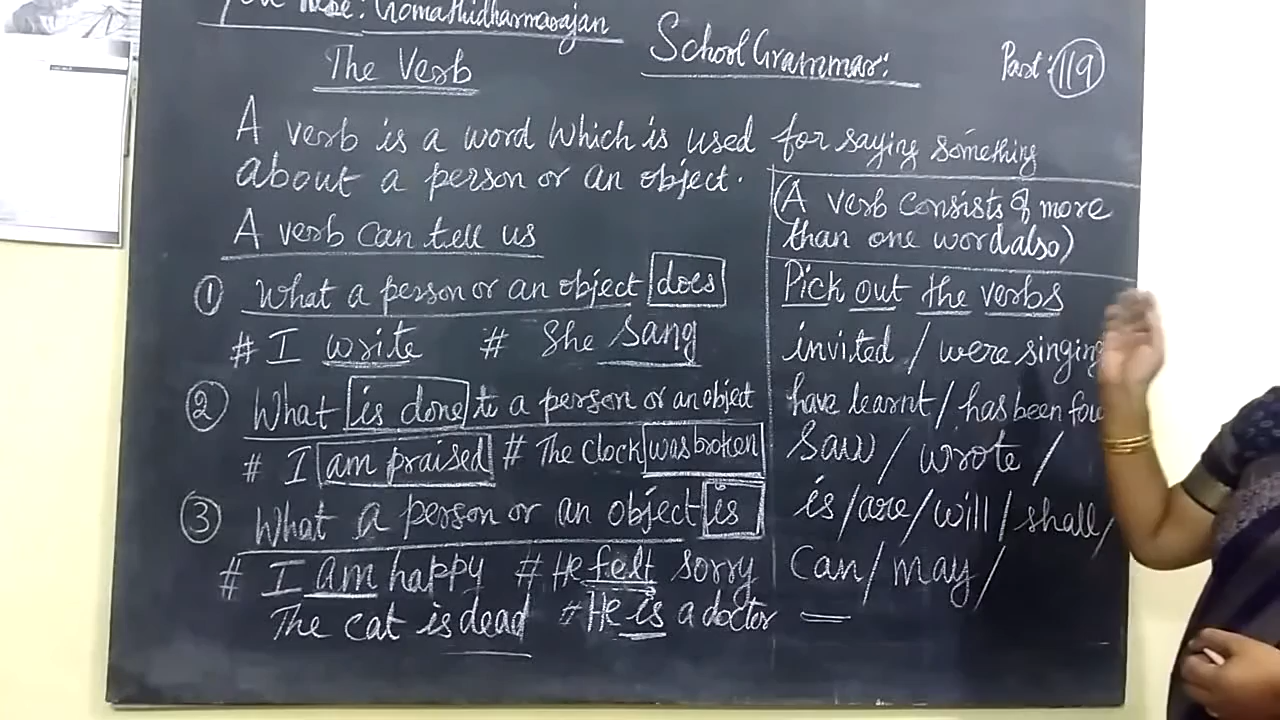 : Gomathidharmarajan
School Grammar:
Part: 119
The Verb
A verb is a word Which is used for saying something
about a person or an object.
A verb can tell us
① What a person or an object does
# I write # She sang
② What is done to a person or an object
# I am praised # The Clock was broken
③ What a person or an object is
# I am happy # He felt sorry
The cat is dead # He is a doctor
(A verb consists of more
than one word also)
Pick out the verbs
invited / were singing
have learnt / has been fou
Saw / wrote /
is / are / will / shall /
Can / may /